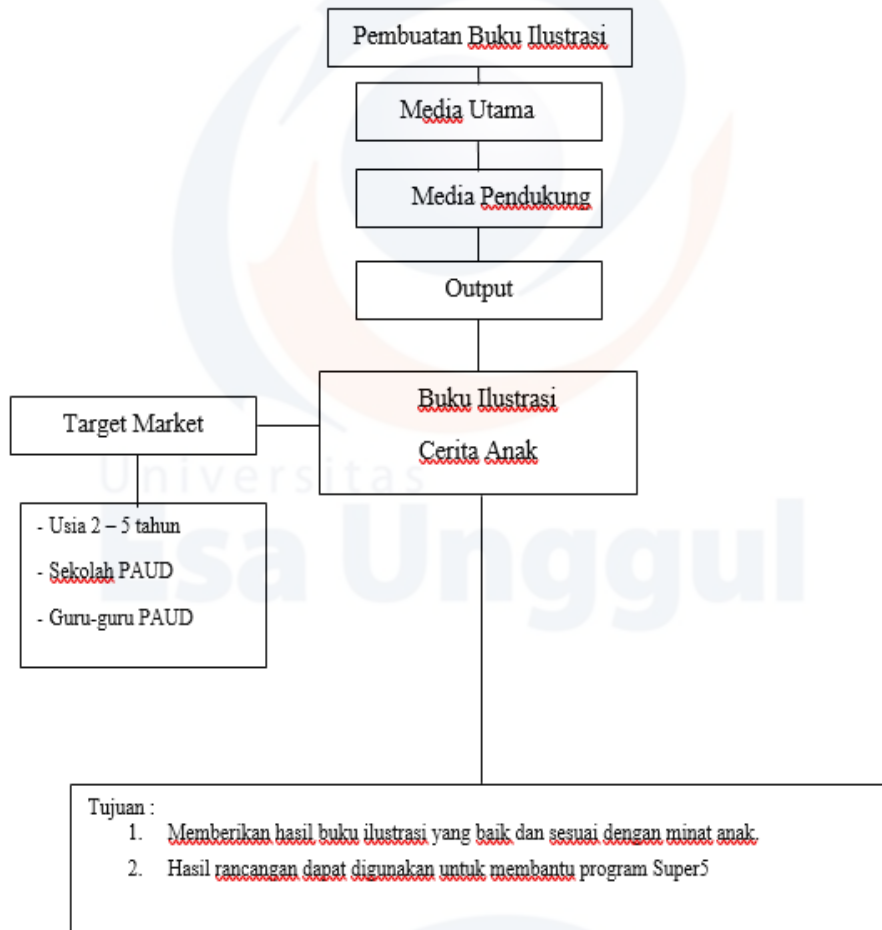 Pembuatan Buku Ilustrasi
Media Utama
Media Pendukung
Output
Buku Ilustrasi
Cerita Anak
Target Market
- Usia 2 – 5 tahun
- Sekolah PAUD
- Guru-guru PAUD
Universitas
Esa Unggul
Tujuan :
1. Memberikan hasil buku ilustrasi yang baik dan sesuai dengan minat anak.
2. Hasil rancangan dapat digunakan untuk membantu program Super5